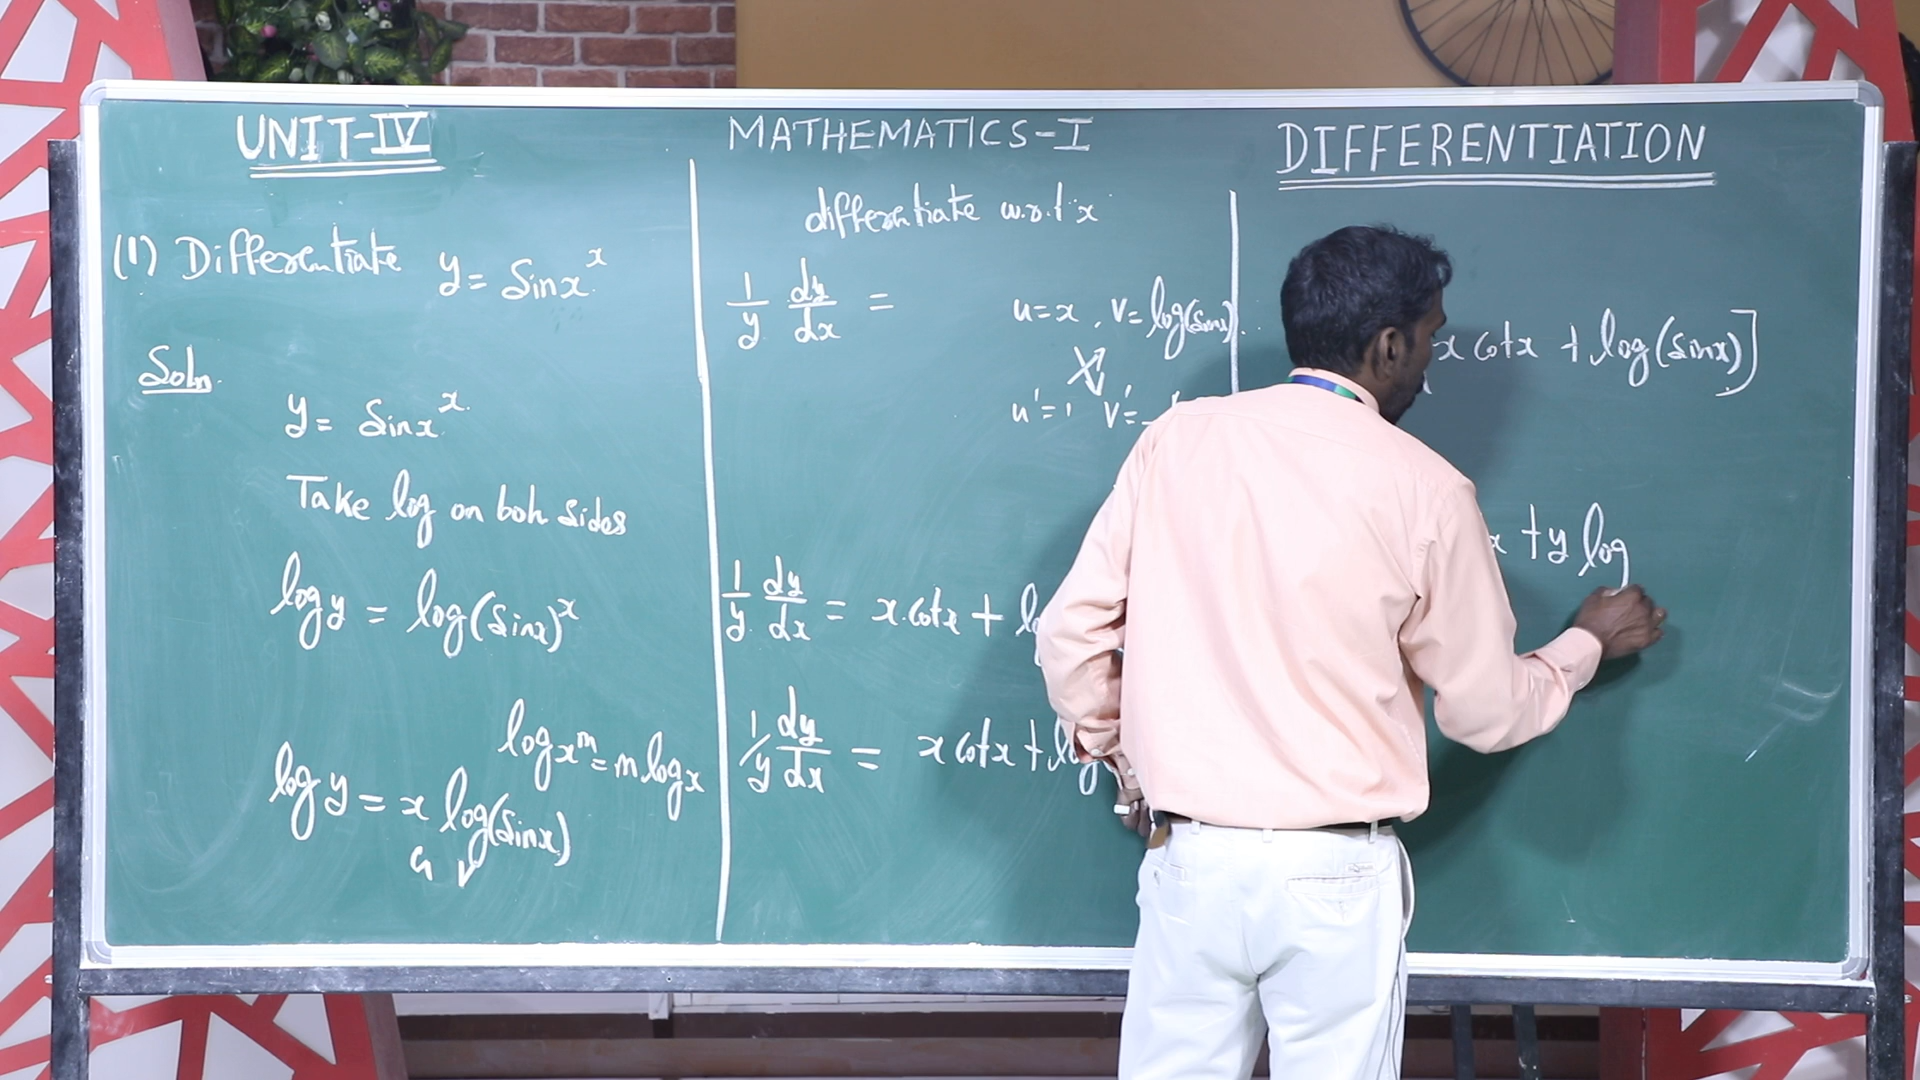 UNIT-IV
MATHEMATICS-I
DIFFERENTIATION
(1) Differentiate y = Sinx^x
Soln.
y = Sinx^x.
Take log on boh sides
log y = log(Sinx)^x
log x^m = m log x
log y = x log(Sinx)
u v
differentiate w.r.t 'x'
1/y dy/dx =
u = x , v = log(Sinx).
u' = 1 v' =
1/y dy/dx = x.cotx +
1/y dy/dx = x cotx + log
x cotx + log(Sinx)]
x + y log